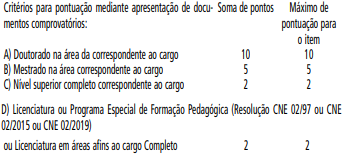 Critérios para pontuação mediante apresentação de docu- Soma de pontos Máximo de
mentos comprovatórios: pontuação para
o item
A) Doutorado na área da correspondente ao cargo 10 10
B) Mestrado na área correspondente ao cargo 5 5
C) Nível superior completo correspondente ao cargo 2 2
D) Licenciatura ou Programa Especial de Formação Pedagógica (Resolução CNE 02/97 ou CNE
02/2015 ou CNE 02/2019)
ou Licenciatura em áreas afins ao cargo Completo 2 2